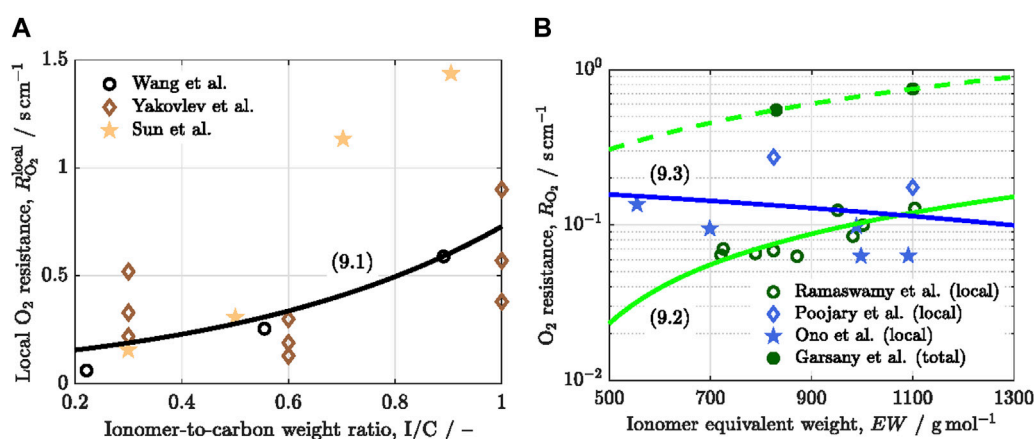 A
Local O₂ resistance, R^local_O₂ / s cm⁻¹
1.5
1
0.5
0
Wang et al.
Yakovlev et al.
Sun et al.
(9.1)
0.2
0.4
0.6
0.8
1
Ionomer-to-carbon weight ratio, I/C / −
B
O₂ resistance, R_O₂ / s cm⁻¹
10⁰
10⁻¹
10⁻²
(9.3)
(9.2)
Ramaswamy et al. (local)
Poojary et al. (local)
Ono et al. (local)
Garsany et al. (total)
500
700
900
1100
1300
Ionomer equivalent weight, EW / g mol⁻¹